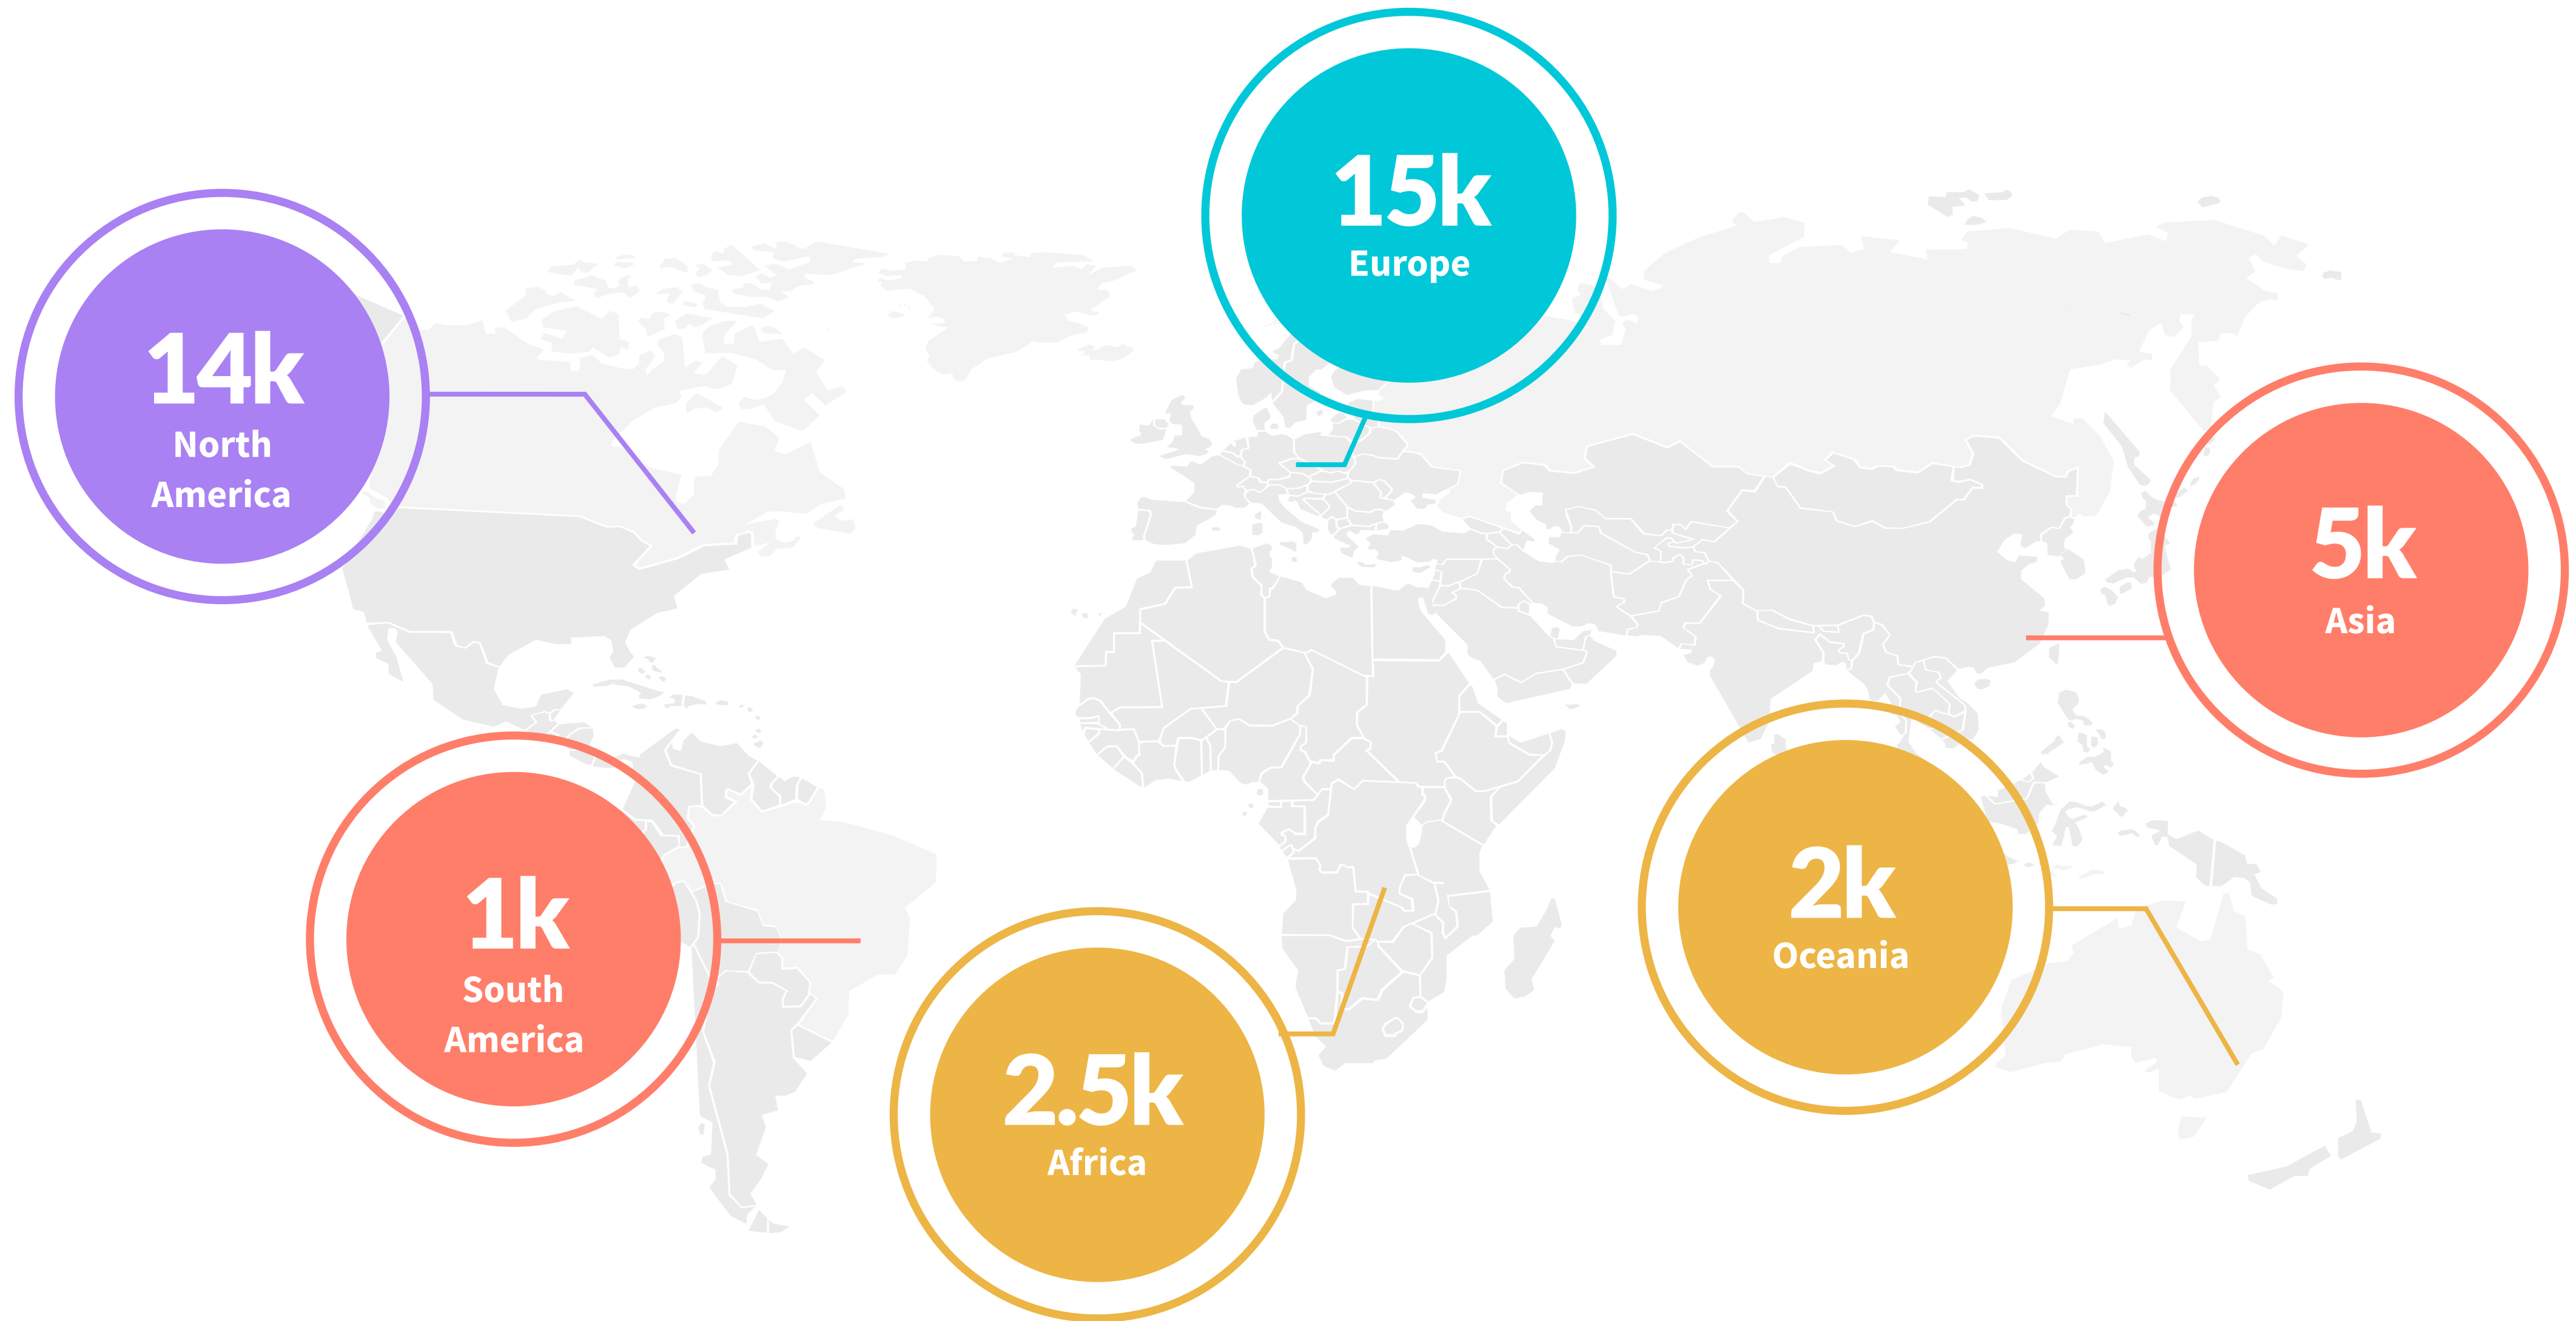 15k
Europe
14k
North
America
5k
Asia
2k
Oceania
1k
South
America
2.5k
Africa